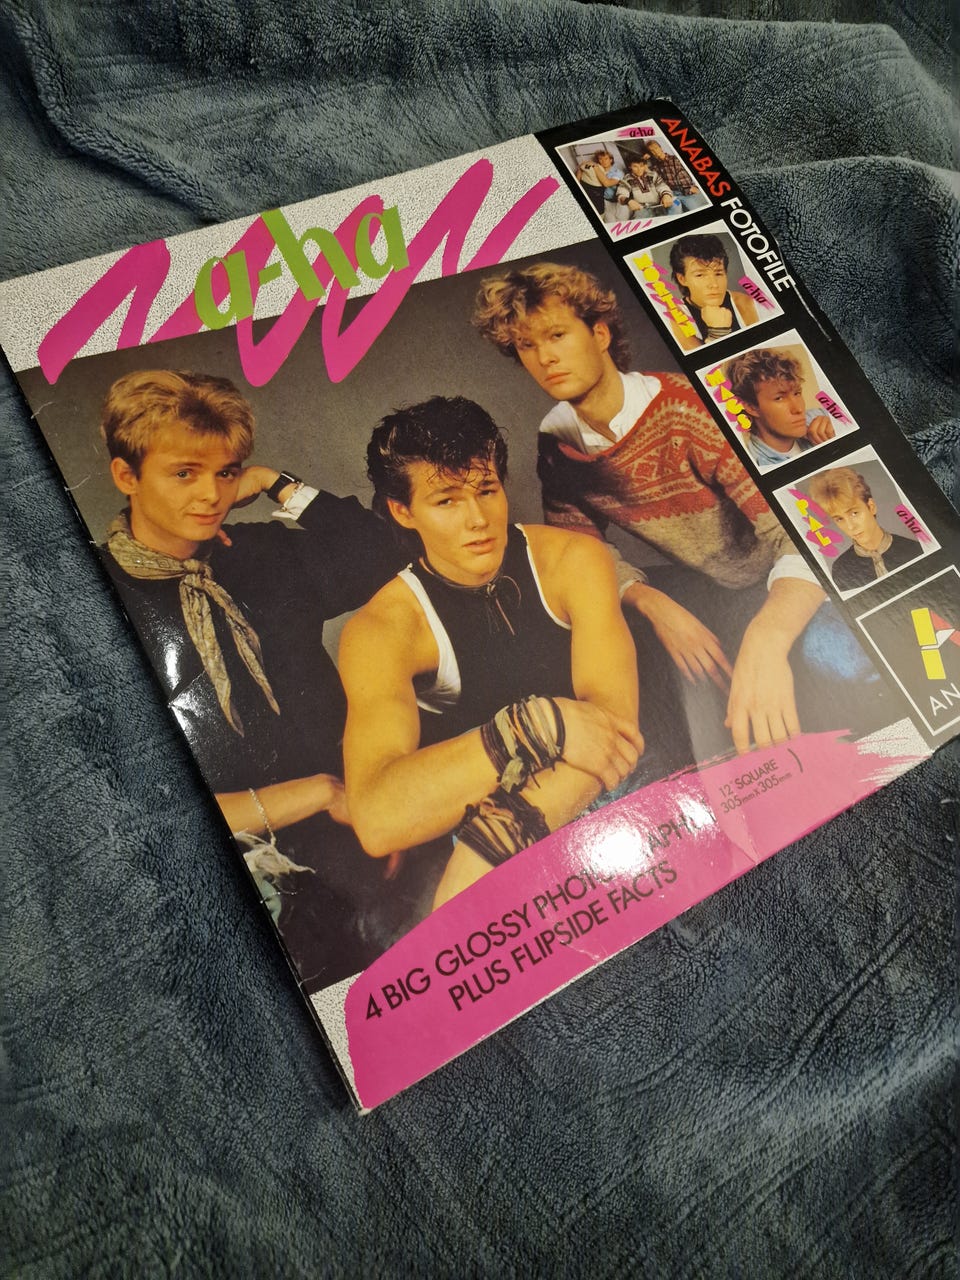 a-ha
ANABAS FOTOFILE
a-ha
MORTEN
a-ha
MAGS
a-ha
PAL
a-ha
AN
12" SQUARE
305mm x 305mm )
4 BIG GLOSSY
PLUS FLIPSIDE FACTS